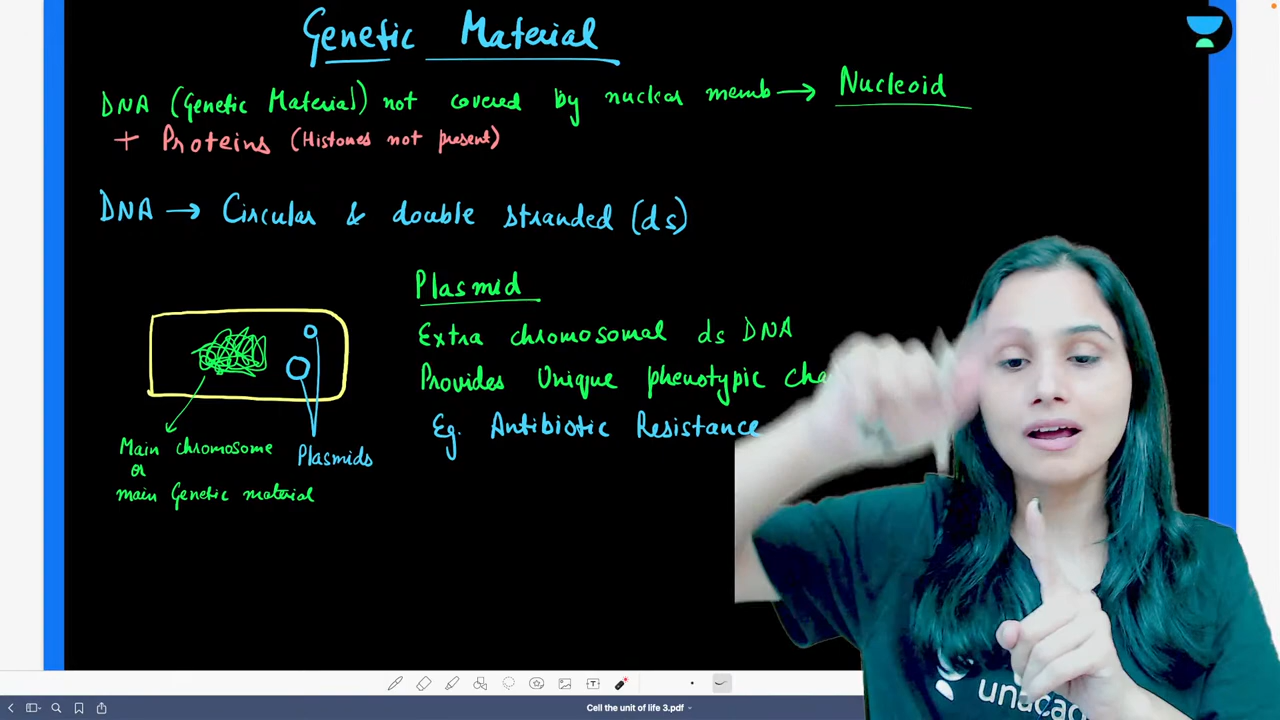 Genetic Material
DNA (Genetic Material) not covered by nuclear memb → Nucleoid
+ Proteins (Histones not present)
DNA → Circular & double stranded (ds)
Plasmid
Extra chromosomal ds DNA
Provides Unique phenotypic
Eg. Antibiotic Resistance
Main chromosome
or
main Genetic material
Plasmids
Cell the unit of life 3.pdf